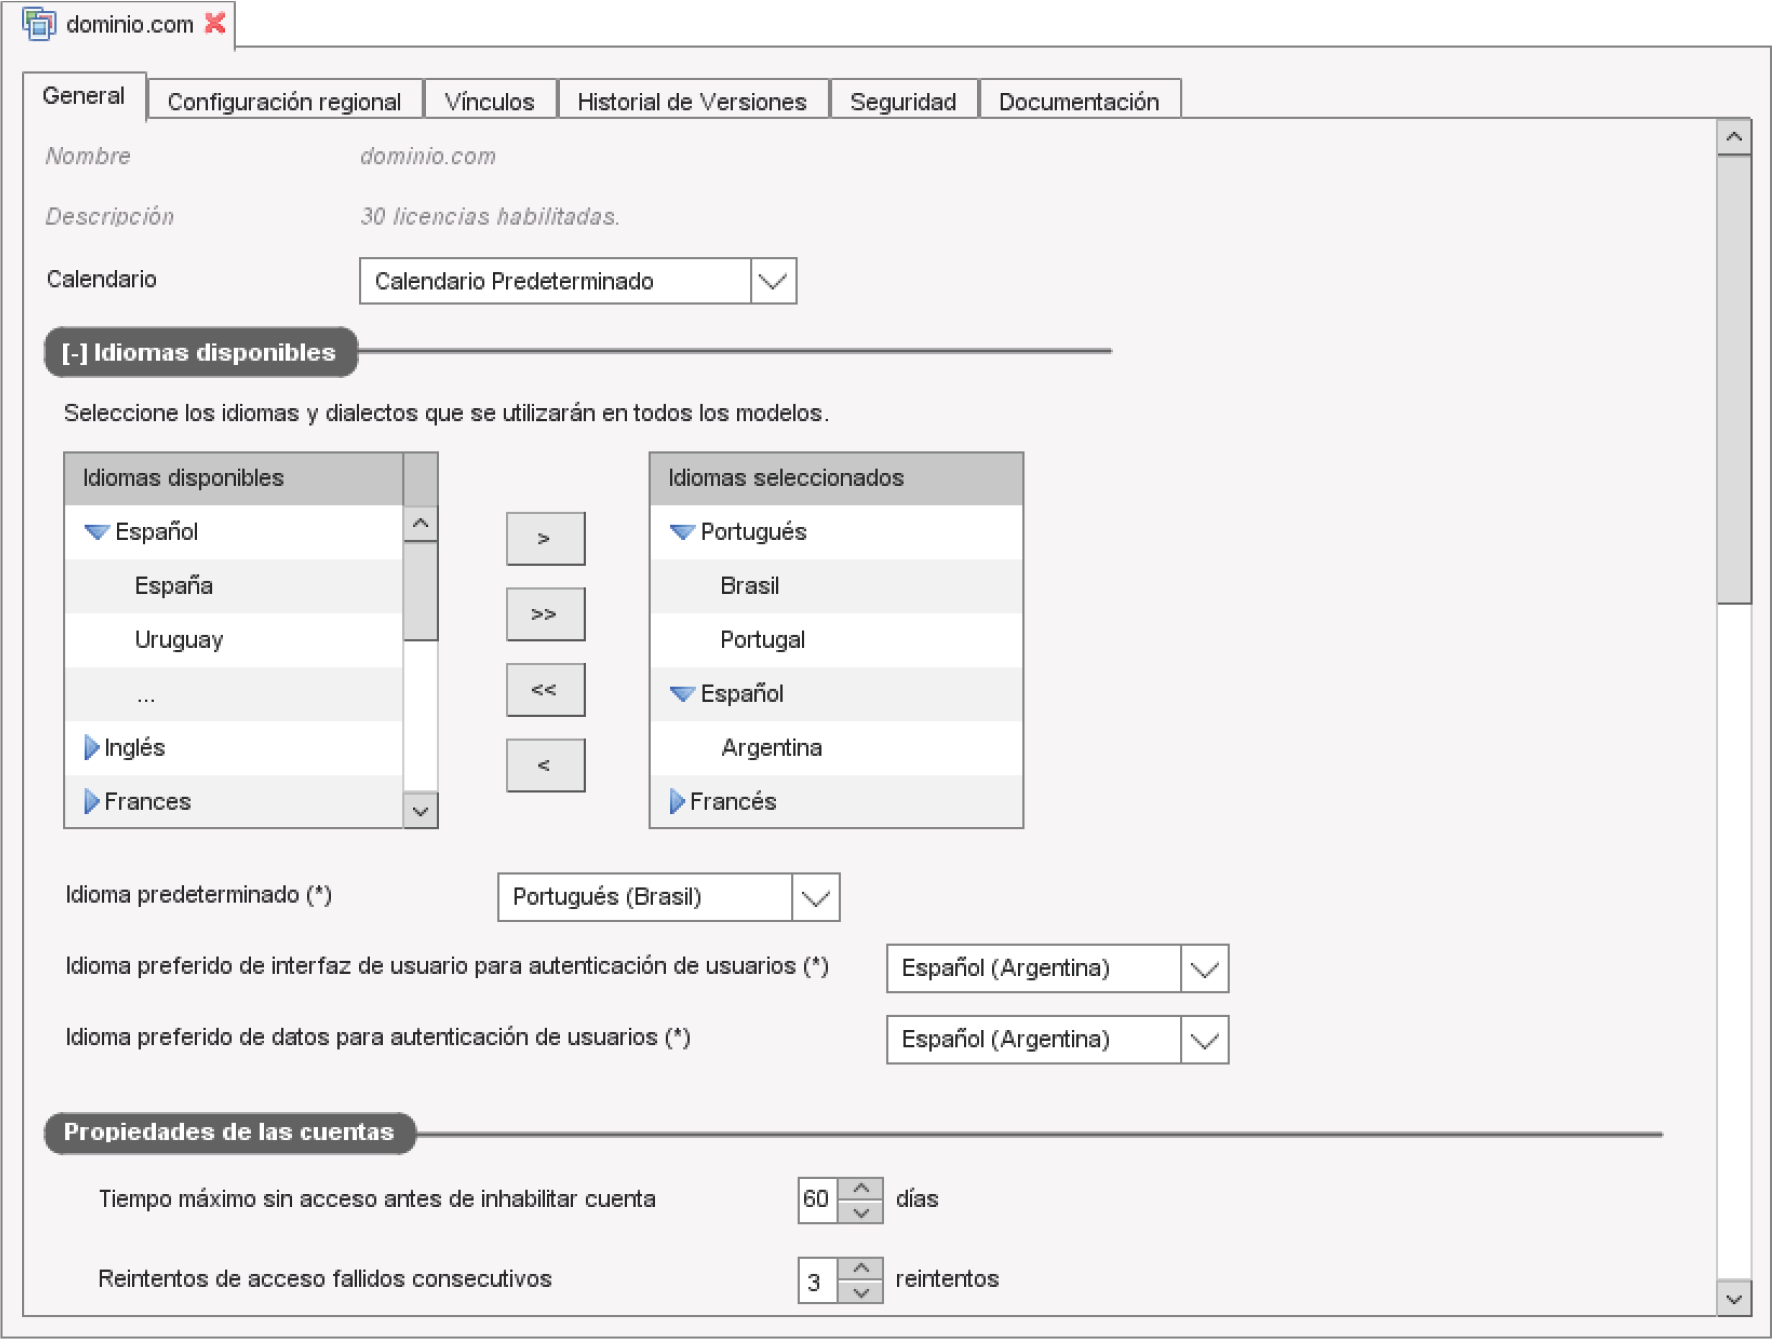 dominio.com
General
Configuración regional
Vínculos
Historial de Versiones
Seguridad
Documentación
Nombre
dominio.com
Descripción
30 licencias habilitadas.
Calendario
Calendario Predeterminado
[-] Idiomas disponibles
Seleccione los idiomas y dialectos que se utilizarán en todos los modelos.
Idiomas disponibles
Español
España
Uruguay
...
Inglés
Frances
>
>>
<<
<
Idiomas seleccionados
Portugués
Brasil
Portugal
Español
Argentina
Francés
Idioma predeterminado (*)
Portugués (Brasil)
Idioma preferido de interfaz de usuario para autenticación de usuarios (*)
Español (Argentina)
Idioma preferido de datos para autenticación de usuarios (*)
Español (Argentina)
Propiedades de las cuentas
Tiempo máximo sin acceso antes de inhabilitar cuenta
60
días
Reintentos de acceso fallidos consecutivos
3
reintentos